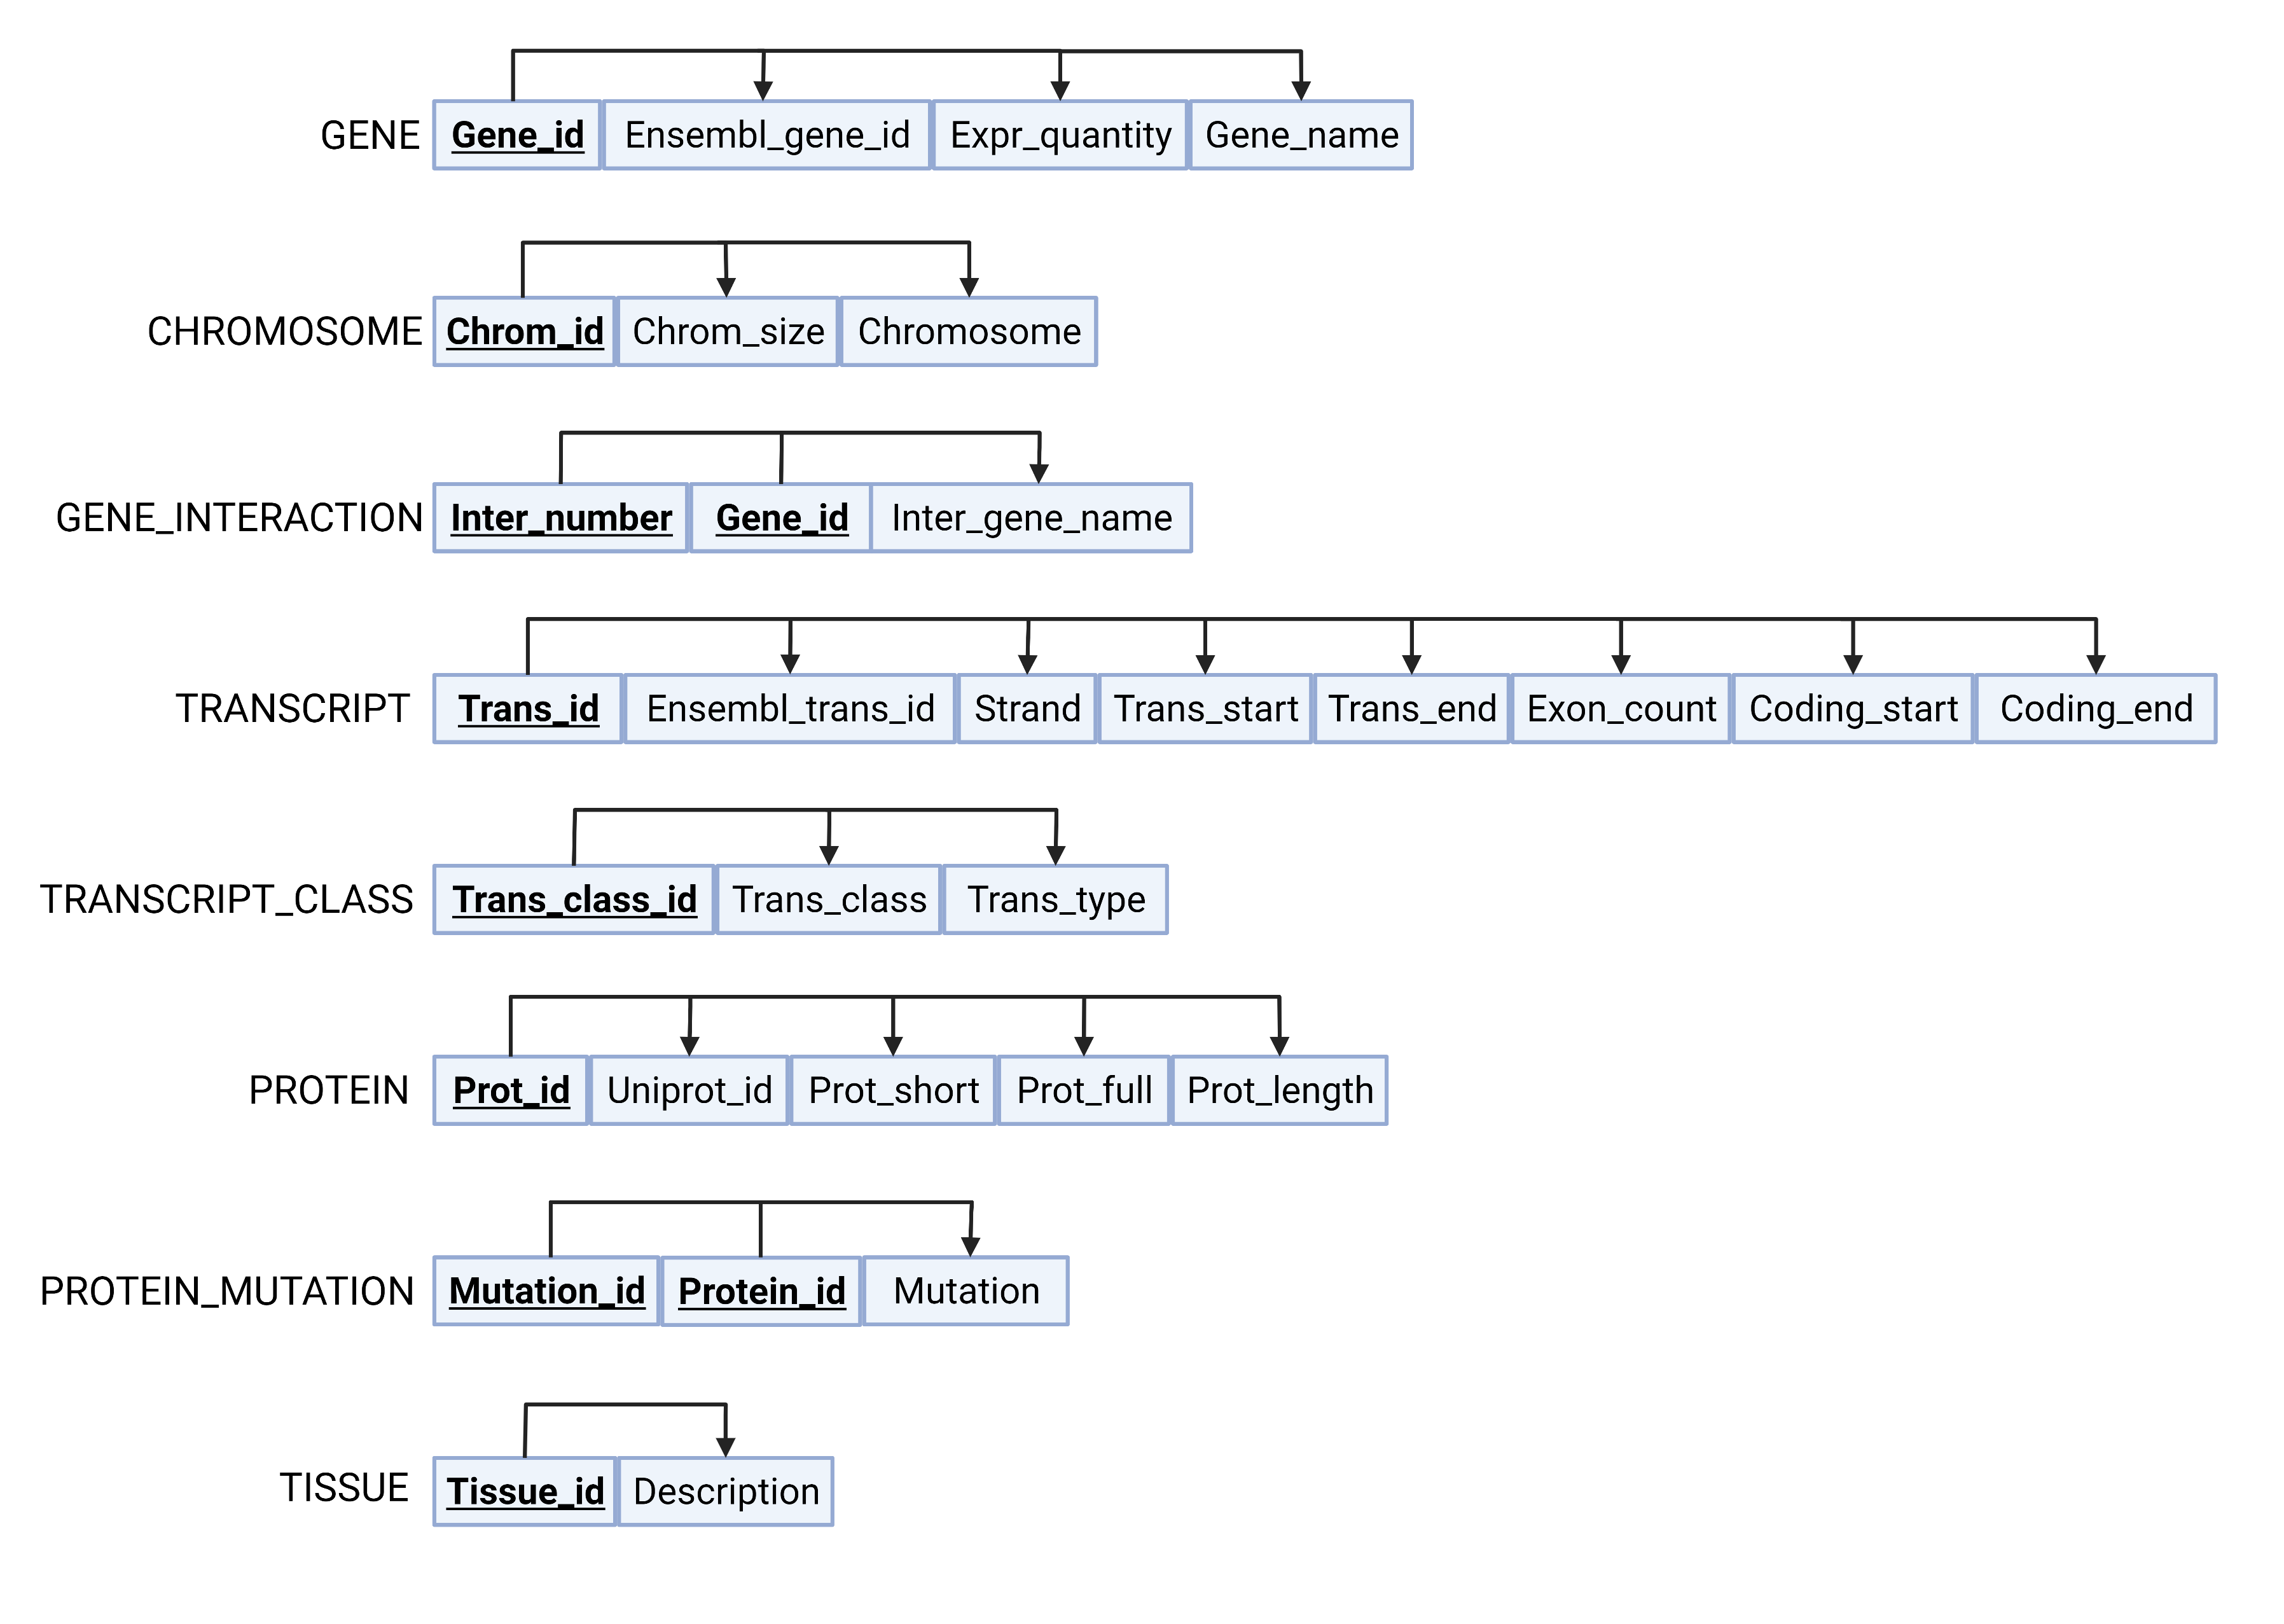 GENE Gene_id Ensembl_gene_id Expr_quantity Gene_name
CHROMOSOME Chrom_id Chrom_size Chromosome
GENE_INTERACTION Inter_number Gene_id Inter_gene_name
TRANSCRIPT Trans_id Ensembl_trans_id Strand Trans_start Trans_end Exon_count Coding_start Coding_end
TRANSCRIPT_CLASS Trans_class_id Trans_class Trans_type
PROTEIN Prot_id Uniprot_id Prot_short Prot_full Prot_length
PROTEIN_MUTATION Mutation_id Protein_id Mutation
TISSUE Tissue_id Description